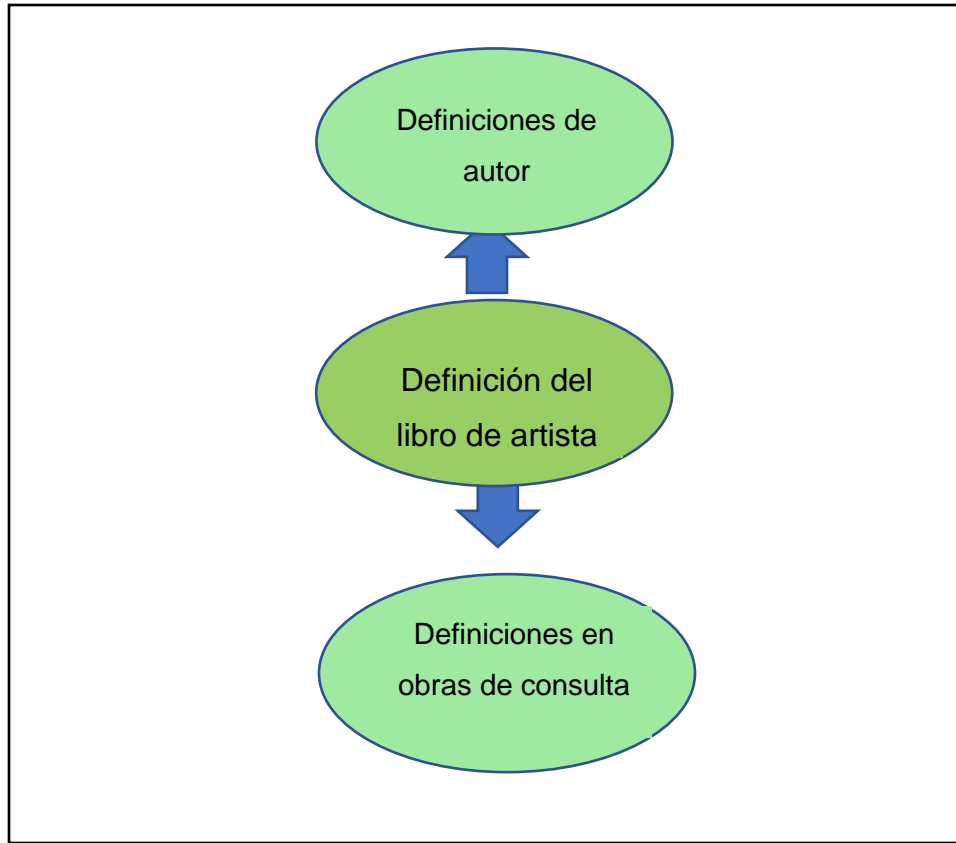 Definiciones de
autor
Definición del
libro de artista
Definiciones en
obras de consulta